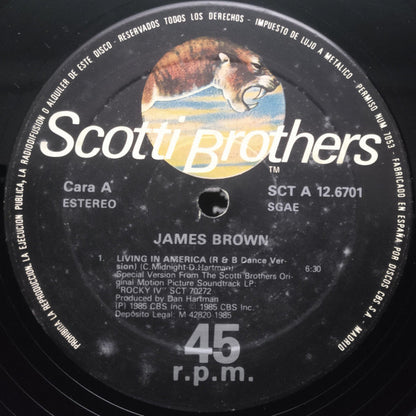 PROHIBIDA LA REPRODUCCION, LA EJECUCION PUBLICA, LA RADIODIFUSION O ALQUILER DE ESTE DISCO - RESERVADOS TODOS LOS DERECHOS - IMPUESTO DE LUJO A METALICO - PERMISO NUM 7053 - FABRICADO EN ESPAÑA POR DISCOS CBS S.A. - MADRID
Scotti Brothers
TM
Cara A
ESTEREO
SCT A 12.6701
SGAE
JAMES BROWN
1. LIVING IN AMERICA (R & B Dance Ver-
sion) (C.Midnight-D.Hartman) 6:30
Special Version From The Scotti Brothers Ori-
ginal Motion Picture Soundtrack LP:
"ROCKY IV" SCT 70272
Produced by Dan Hartman
(P) 1985 CBS Inc. © 1985 CBS Inc.
Depósito Legal: M 42820 1985
45
r.p.m.